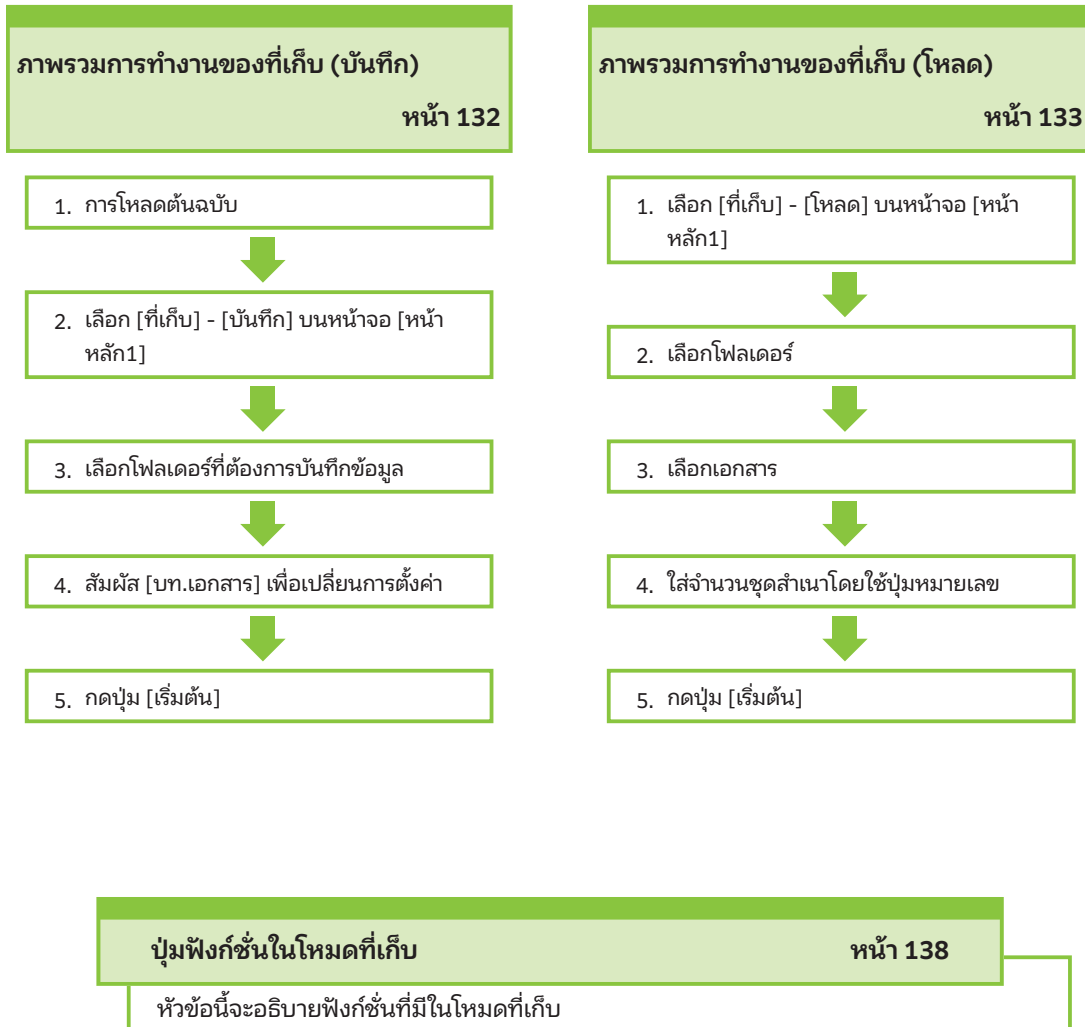 ภาพรวมการทำงานของที่เก็บ (บันทึก)
หน้า 132
1. การโหลดต้นฉบับ
2. เลือก [ที่เก็บ] - [บันทึก] บนหน้าจอ [หน้า
หลัก1]
3. เลือกโฟลเดอร์ที่ต้องการบันทึกข้อมูล
4. สัมผัส [บท.เอกสาร] เพื่อเปลี่ยนการตั้งค่า
5. กดปุ่ม [เริ่มต้น]
ภาพรวมการทำงานของที่เก็บ (โหลด)
หน้า 133
1. เลือก [ที่เก็บ] - [โหลด] บนหน้าจอ [หน้า
หลัก1]
2. เลือกโฟลเดอร์
3. เลือกเอกสาร
4. ใส่จำนวนชุดสำเนาโดยใช้ปุ่มหมายเลข
5. กดปุ่ม [เริ่มต้น]
ปุ่มฟังก์ชั่นในโหมดที่เก็บ หน้า 138
หัวข้อนี้จะอธิบายฟังก์ชั่นที่มีในโหมดที่เก็บ